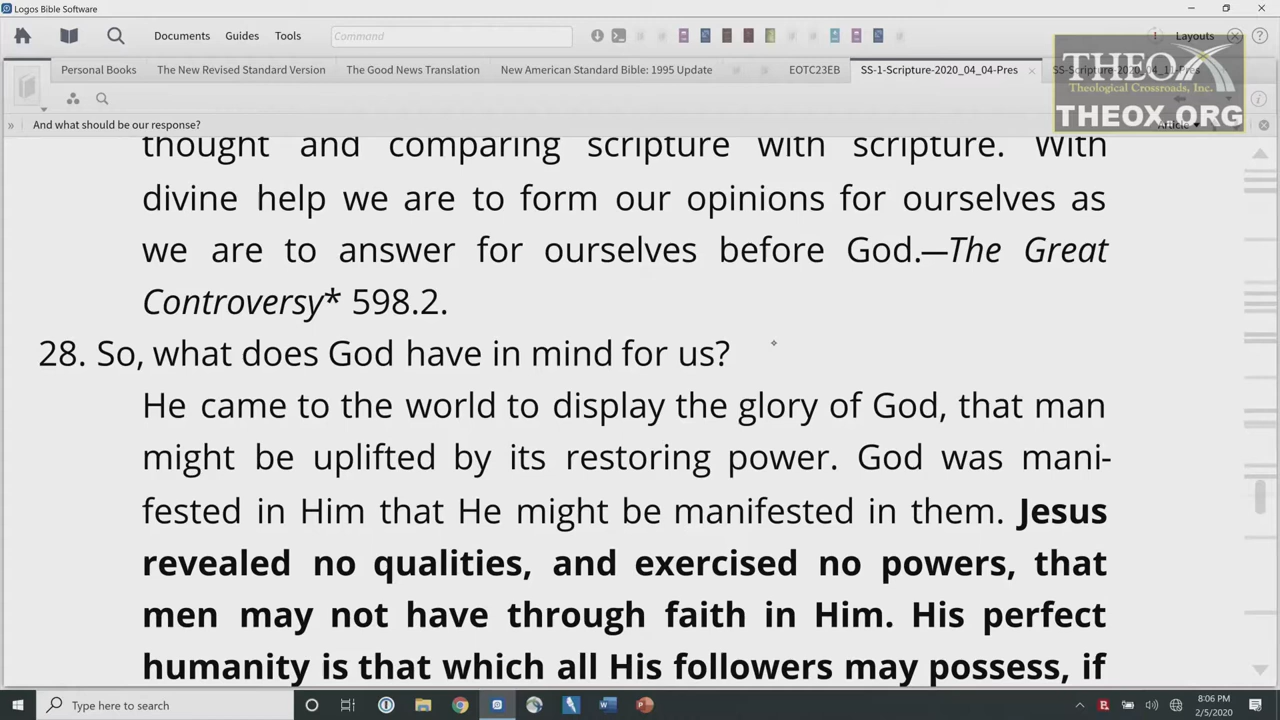 Logos Bible Software
Documents Guides Tools Command Layouts
Personal Books The New Revised Standard Version New American Standard Bible: 1995 Update EOTC23EB SS-1-Scripture-2020_04_04-Pres
THEOX
Theological Crossroads, Inc.
THEOX.ORG
And what should be our response?
thought and comparing scripture with scripture. With
divine help we are to form our opinions for ourselves as
we are to answer for ourselves before God.—The Great
Controversy* 598.2.
28. So, what does God have in mind for us?
He came to the world to display the glory of God, that man
might be uplifted by its restoring power. God was mani-
fested in Him that He might be manifested in them. Jesus
revealed no qualities, and exercised no powers, that
men may not have through faith in Him. His perfect
humanity is that which all His followers may possess, if
Type here to search
8:06 PM
2/5/2020